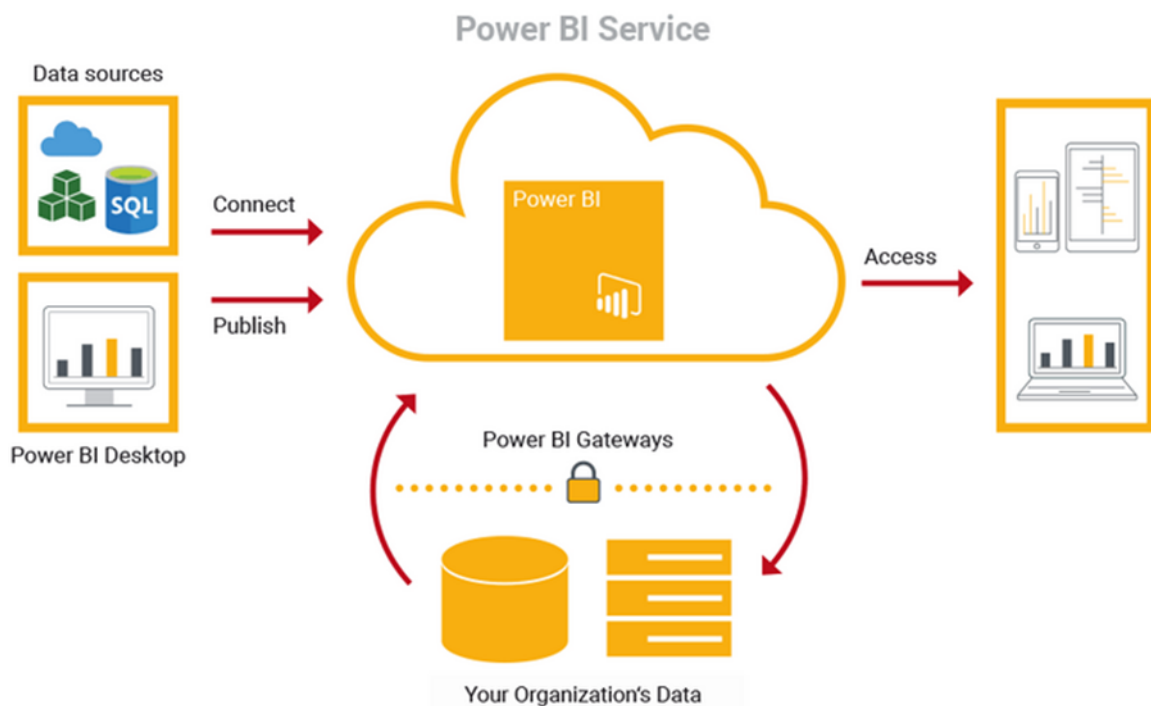 Power BI Service
Data sources
SQL
Connect
Publish
Power BI Desktop
Power BI
Access
Power BI Gateways
Your Organization‘s Data